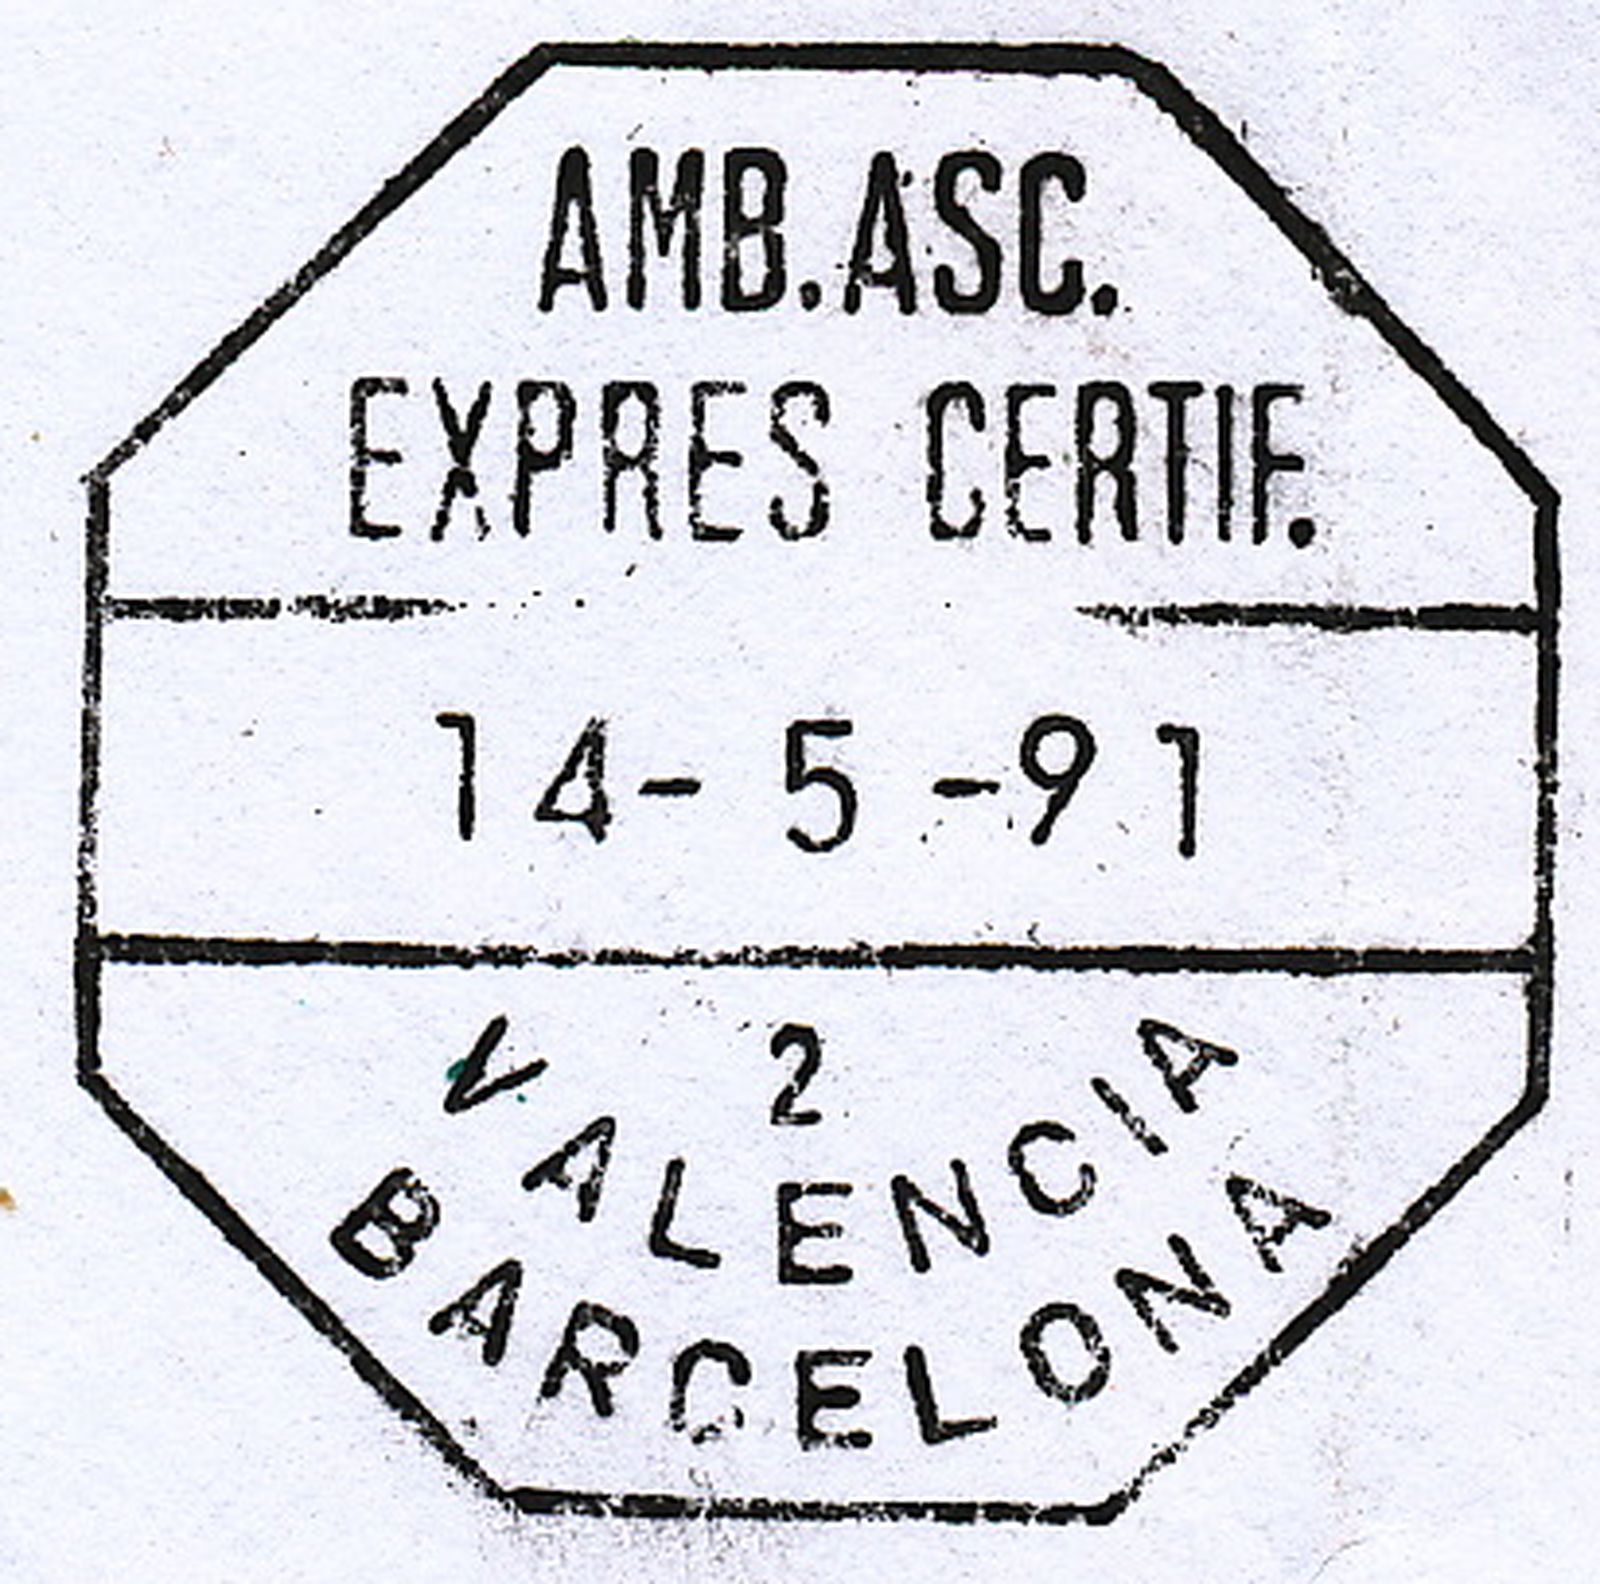 AMB. ASC.
EXPRES CERTIF.
14- 5 -91
2
VALENCIA
BARCELONA